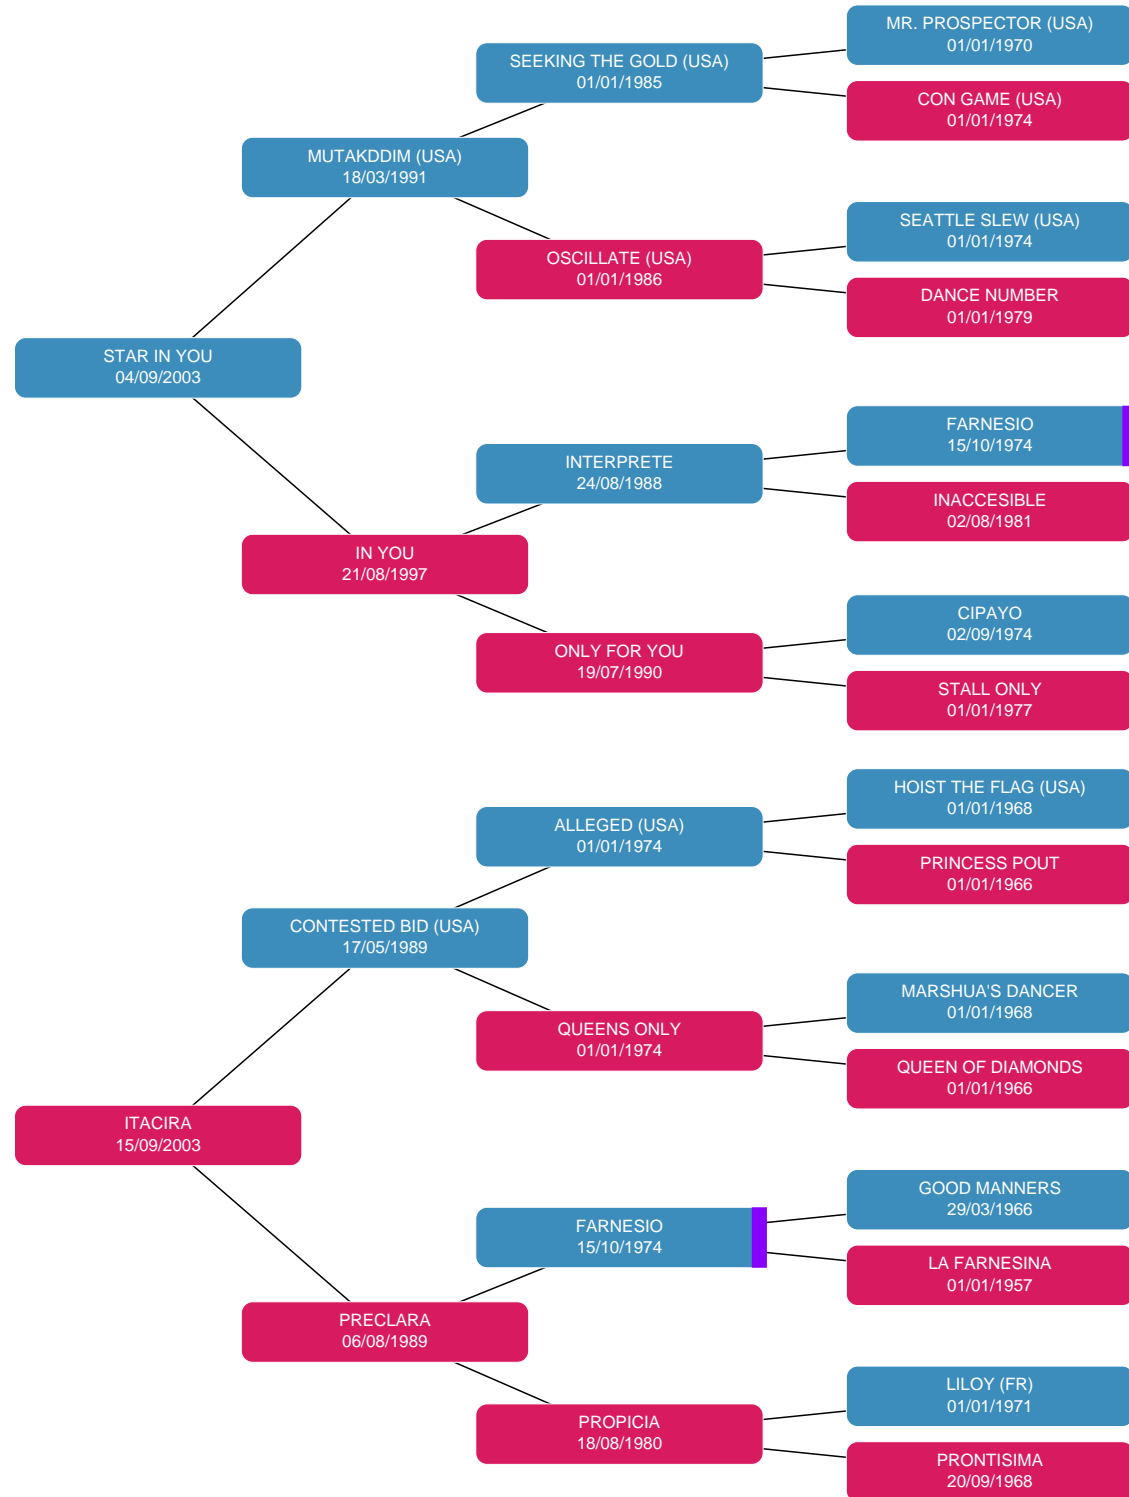 MR. PROSPECTOR (USA)
01/01/1970
SEEKING THE GOLD (USA)
01/01/1985
CON GAME (USA)
01/01/1974
MUTAKDDIM (USA)
18/03/1991
SEATTLE SLEW (USA)
01/01/1974
OSCILLATE (USA)
01/01/1986
DANCE NUMBER
01/01/1979
STAR IN YOU
04/09/2003
FARNESIO
15/10/1974
INTERPRETE
24/08/1988
INACCESIBLE
02/08/1981
IN YOU
21/08/1997
CIPAYO
02/09/1974
ONLY FOR YOU
19/07/1990
STALL ONLY
01/01/1977
HOIST THE FLAG (USA)
01/01/1968
ALLEGED (USA)
01/01/1974
PRINCESS POUT
01/01/1966
CONTESTED BID (USA)
17/05/1989
MARSHUA'S DANCER
01/01/1968
QUEENS ONLY
01/01/1974
QUEEN OF DIAMONDS
01/01/1966
ITACIRA
15/09/2003
GOOD MANNERS
29/03/1966
FARNESIO
15/10/1974
LA FARNESINA
01/01/1957
PRECLARA
06/08/1989
LILOY (FR)
01/01/1971
PROPICIA
18/08/1980
PRONTISIMA
20/09/1968